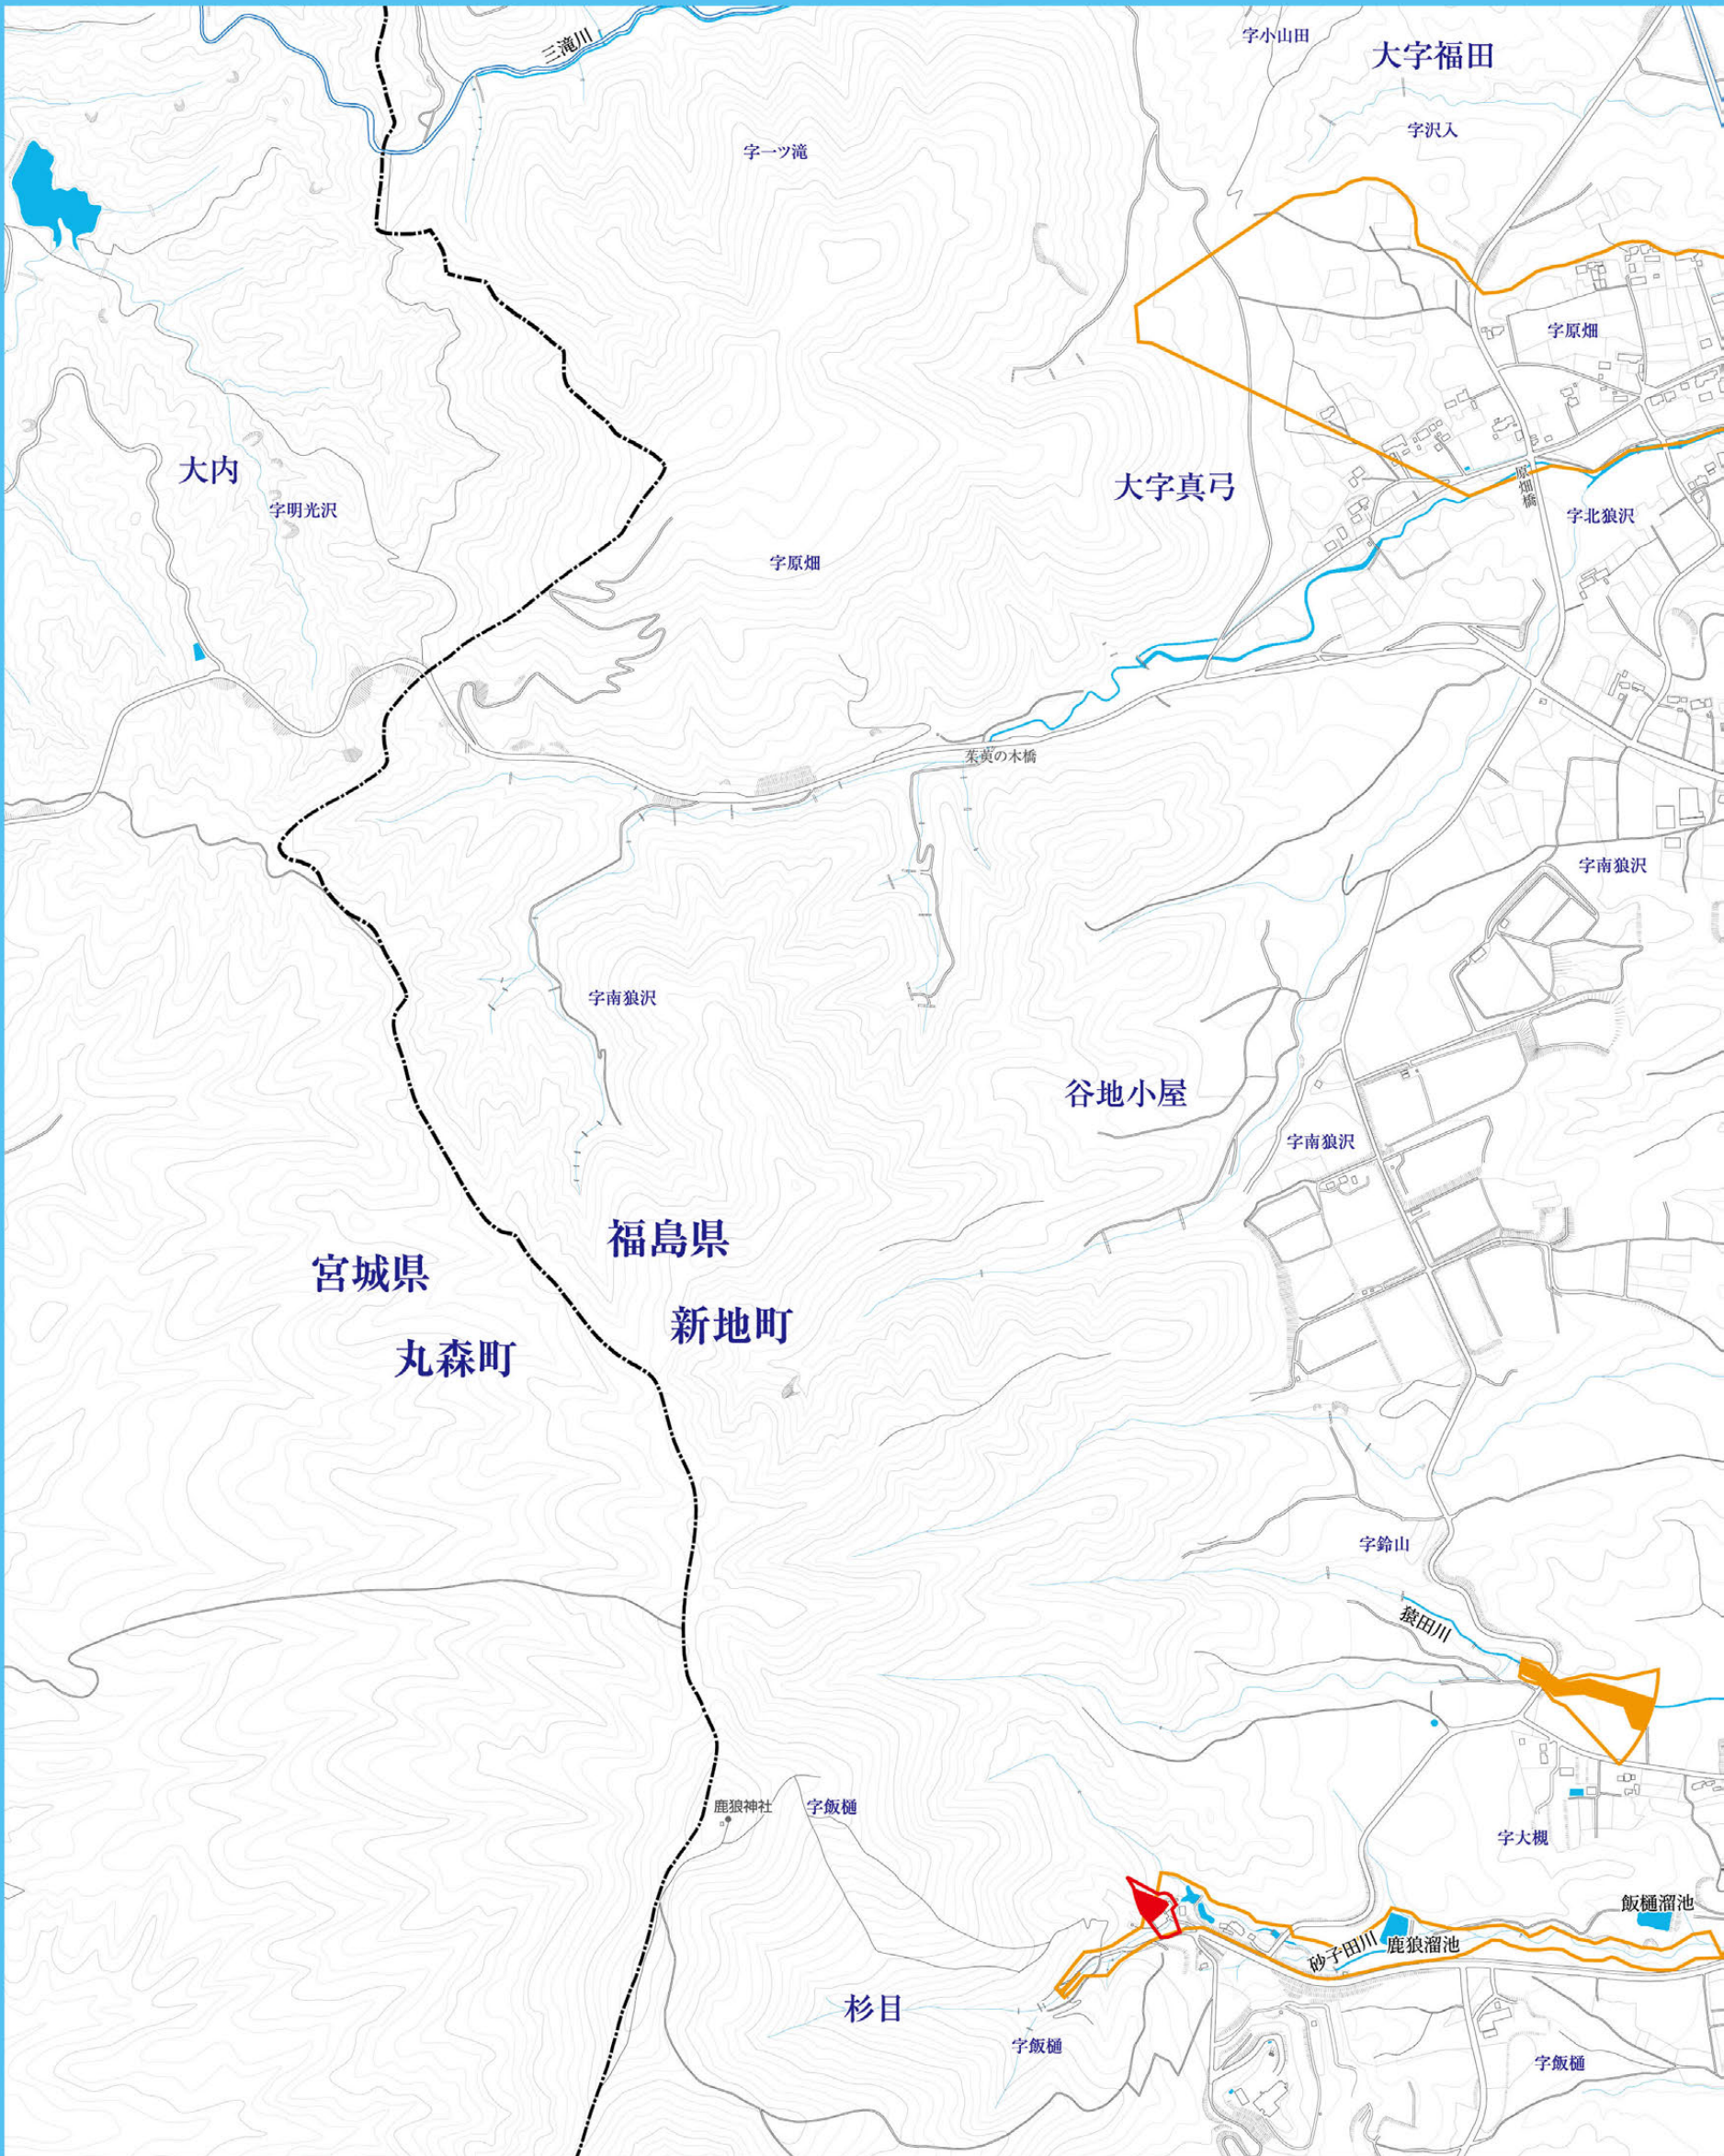 三滝川
字小山田
大字福田
字沢入
字一ツ滝
字原畑
大内
字明光沢
大字真弓
原畑橋
字北狼沢
字原畑
茱萸の木橋
字南狼沢
字南狼沢
谷地小屋
字南狼沢
福島県
宮城県
新地町
丸森町
字鈴山
猿田川
鹿狼神社
字飯樋
字大槻
飯樋溜池
砂子田川
鹿狼溜池
杉目
字飯樋
字飯樋